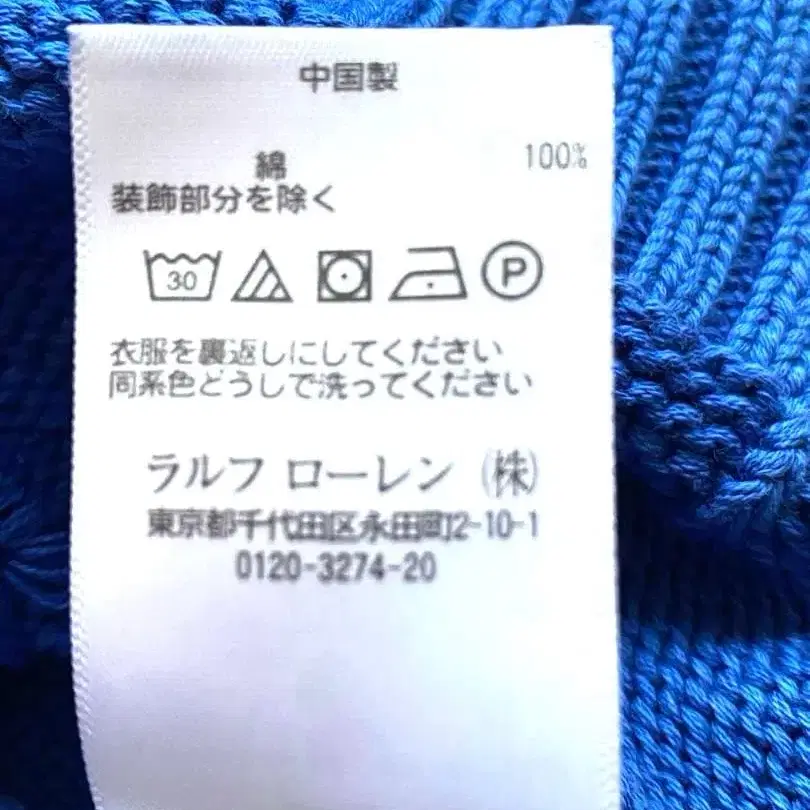 中国製
綿 100%
装飾部分を除く
30 P
衣服を裏返しにしてください
同系色どうしで洗ってください
ラルフ ローレン ㈱
東京都千代田区永田町2-10-1
0120-3274-20